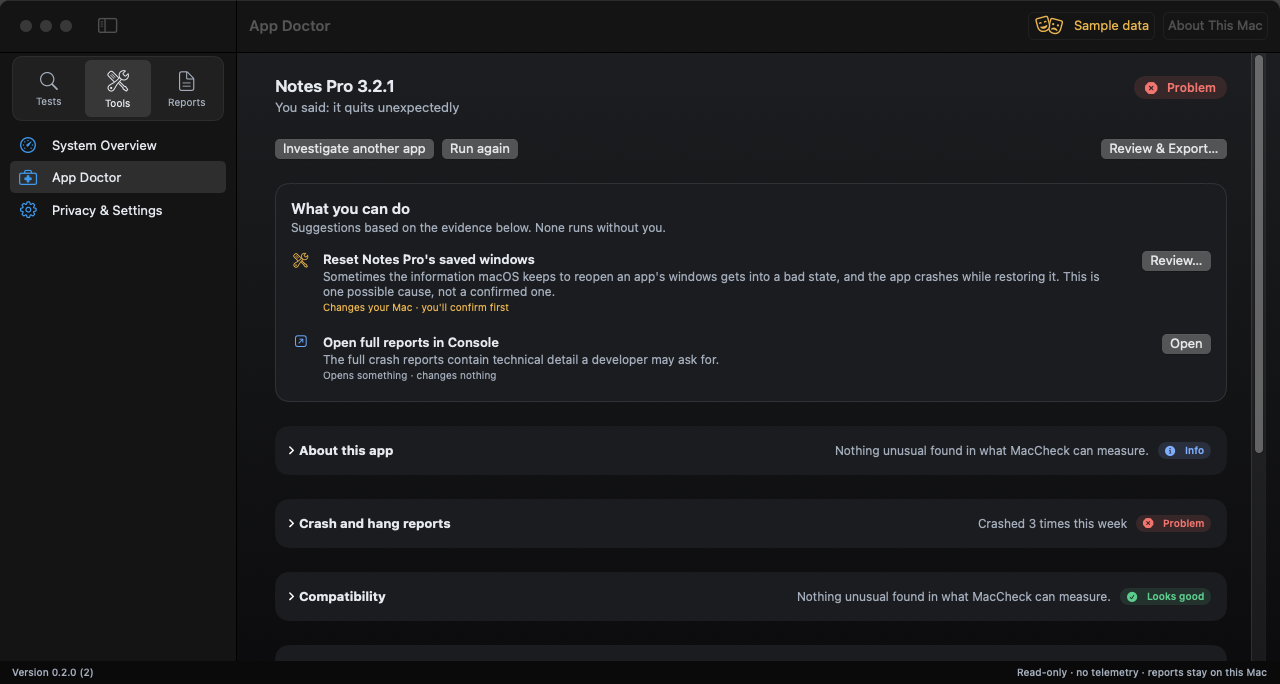 App Doctor
Sample data
About This Mac
Tests
Tools
Reports
System Overview
App Doctor
Privacy & Settings
Notes Pro 3.2.1
Problem
You said: it quits unexpectedly
Investigate another app
Run again
Review & Export...
What you can do
Suggestions based on the evidence below. None runs without you.
Reset Notes Pro's saved windows
Review...
Sometimes the information macOS keeps to reopen an app's windows gets into a bad state, and the app crashes while restoring it. This is
one possible cause, not a confirmed one.
Changes your Mac · you'll confirm first
Open full reports in Console
Open
The full crash reports contain technical detail a developer may ask for.
Opens something · changes nothing
About this app
Nothing unusual found in what MacCheck can measure.
Info
Crash and hang reports
Crashed 3 times this week
Problem
Compatibility
Nothing unusual found in what MacCheck can measure.
Looks good
Version 0.2.0 (2)
Read-only · no telemetry · reports stay on this Mac